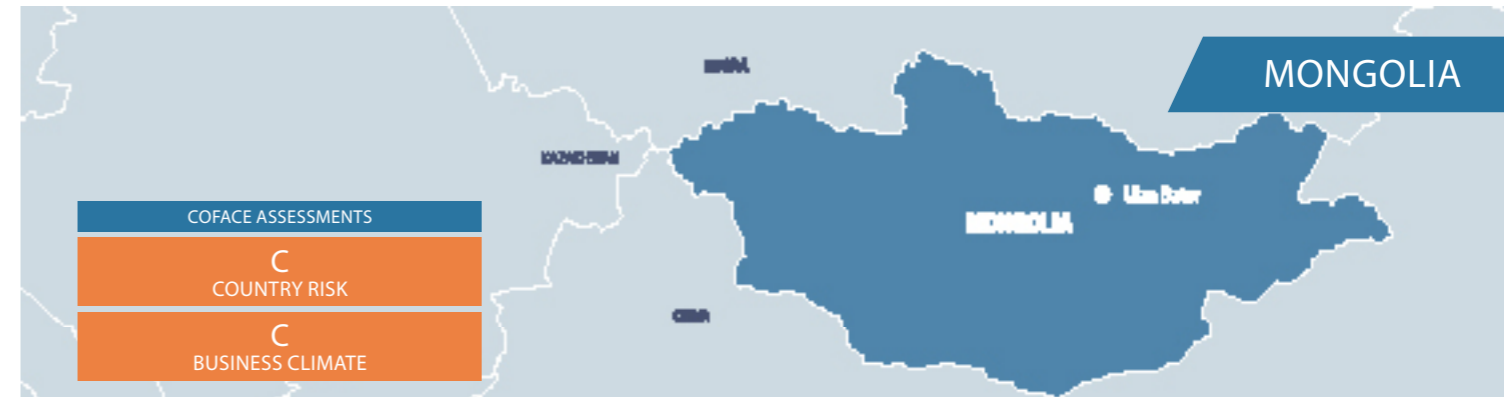 MONGOLIA
COFACE ASSESSMENTS
C
COUNTRY RISK
C
BUSINESS CLIMATE
MONGOLIA